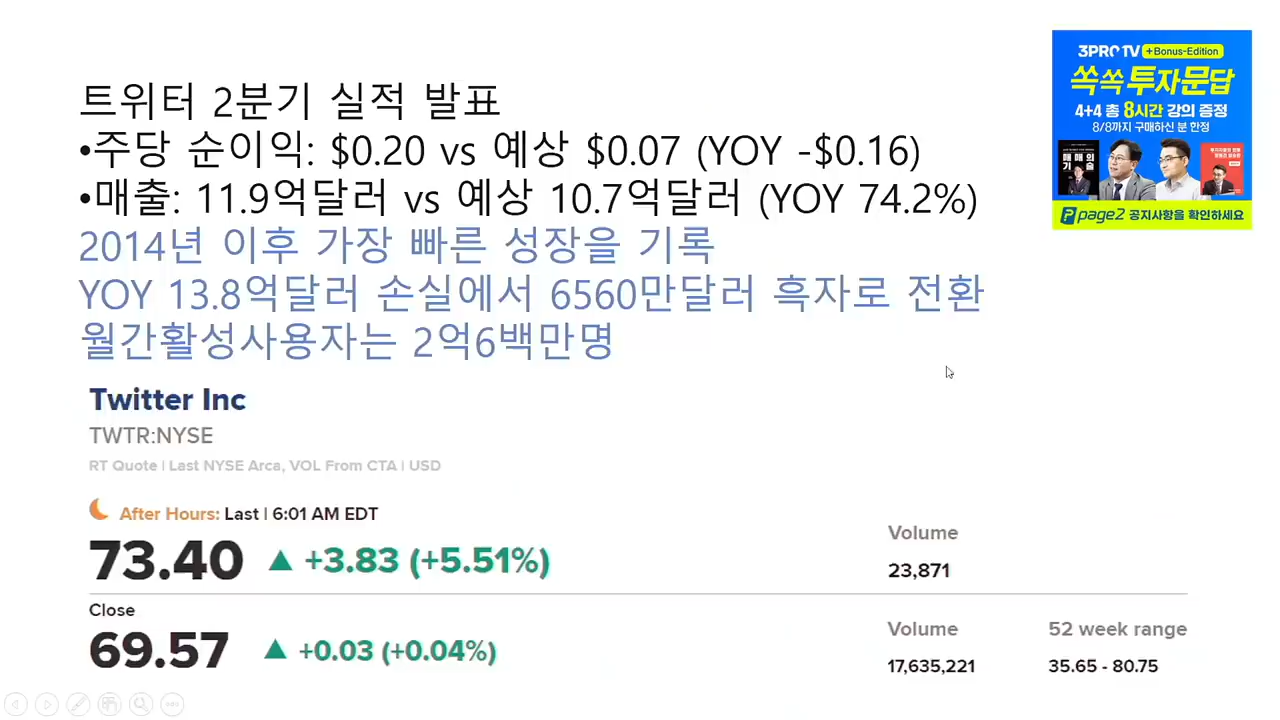 트위터 2분기 실적 발표
•주당 순이익: $0.20 vs 예상 $0.07 (YOY -$0.16)
•매출: 11.9억달러 vs 예상 10.7억달러 (YOY 74.2%)
2014년 이후 가장 빠른 성장을 기록
YOY 13.8억달러 손실에서 6560만달러 흑자로 전환
월간활성사용자는 2억6백만명
3PRO TV +Bonus-Edition
쏙쏙 투자문답
4+4 총 8시간 강의 증정
8/8까지 구매하신 분 한정
매매의
기술
page2 공지사항을 확인하세요
Twitter Inc
TWTR:NYSE
RT Quote | Last NYSE Arca, VOL From CTA | USD
After Hours: Last | 6:01 AM EDT
73.40 ▲ +3.83 (+5.51%)
Volume
23,871
Close
69.57 ▲ +0.03 (+0.04%)
Volume
17,635,221
52 week range
35.65 - 80.75